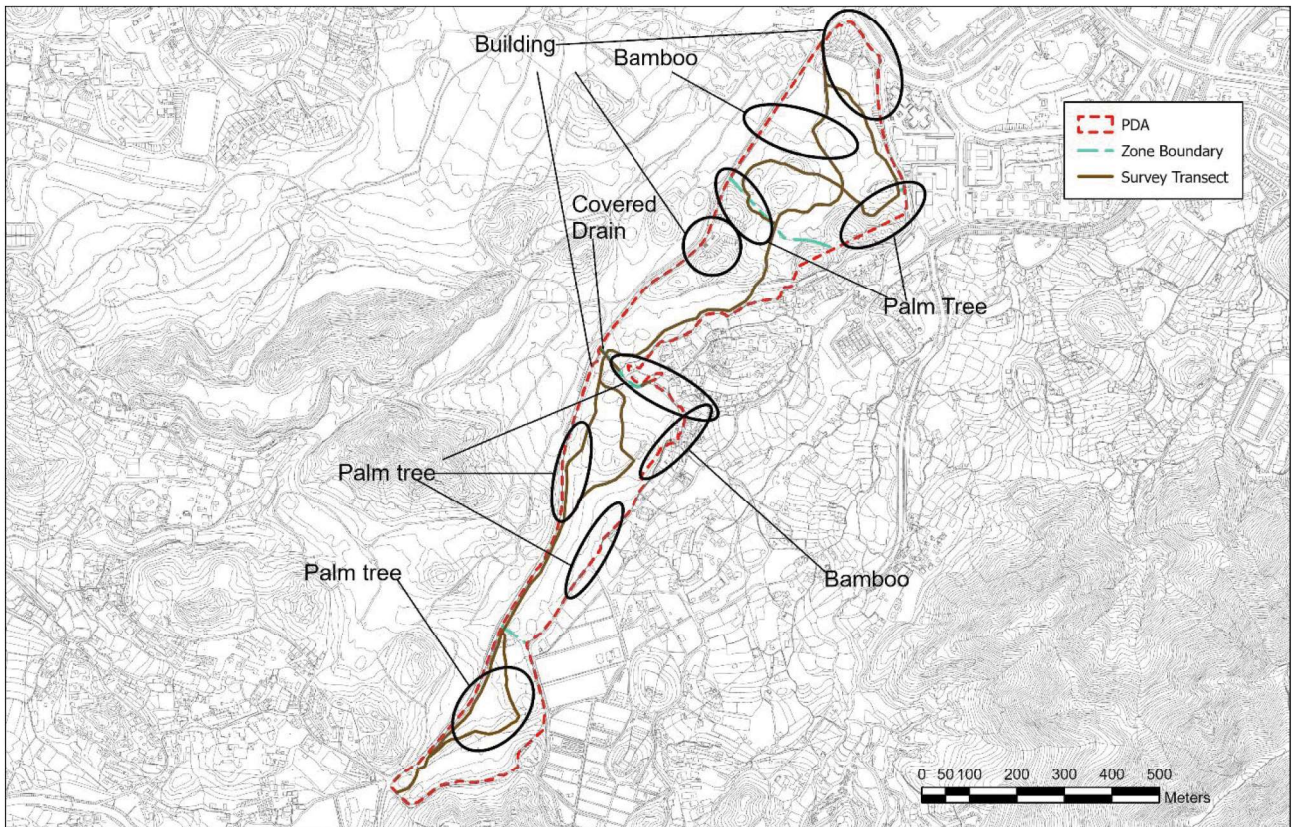 Building
Bamboo
PDA
Zone Boundary
Survey Transect
Covered
Drain
Palm Tree
Palm tree
Palm tree
Bamboo
0 50 100 200 300 400 500
Meters